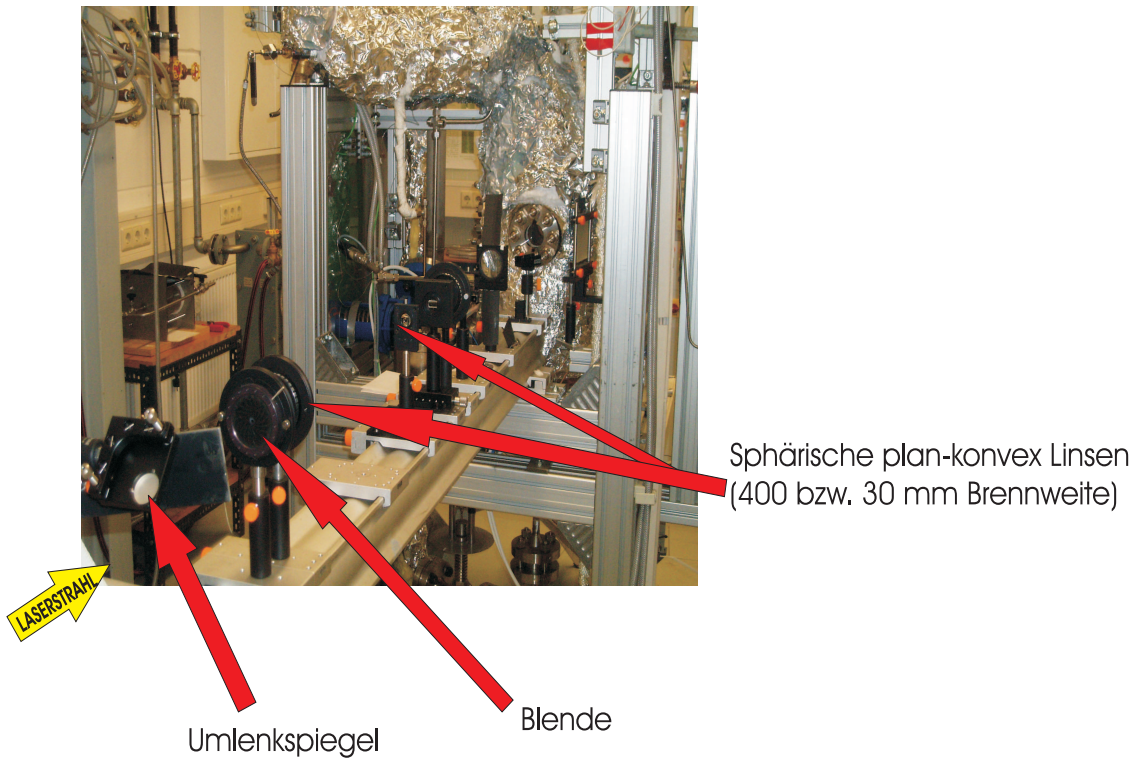 Sphärische plan-konvex Linsen
(400 bzw. 30 mm Brennweite)
LASERSTRAHL
Blende
Umlenkspiegel